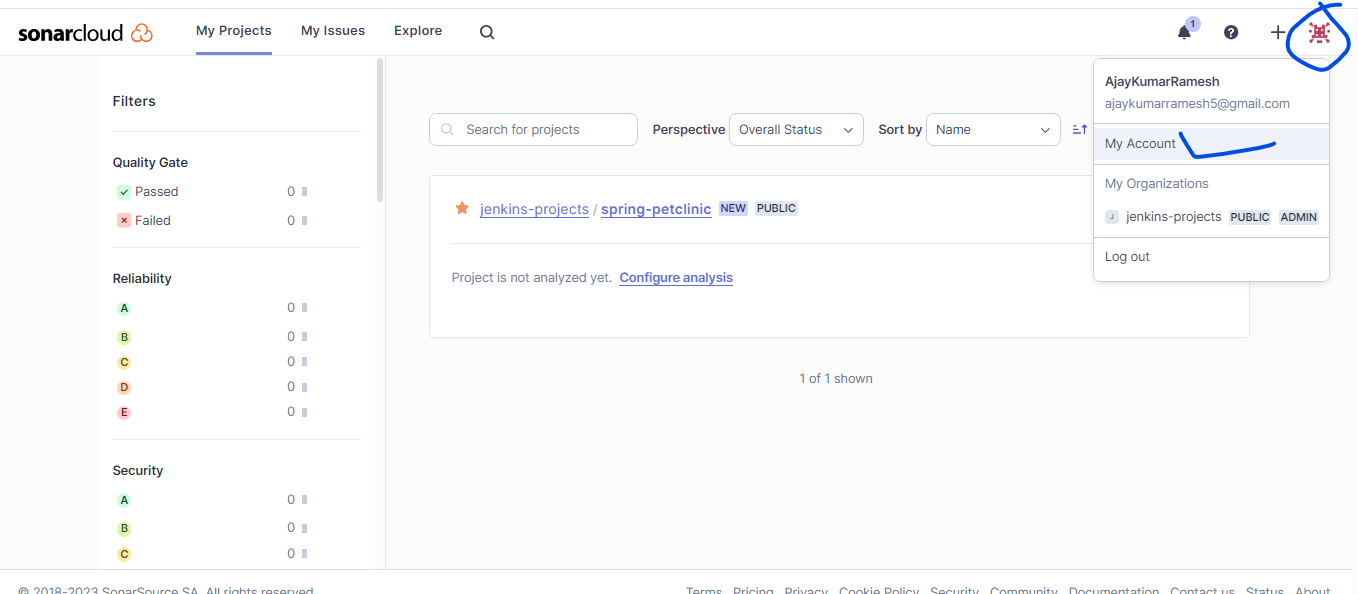 sonarcloud My Projects My Issues Explore 1 ?
Filters
Quality Gate
Passed 0
Failed 0
Reliability
A 0
B 0
C 0
D 0
E 0
Security
A 0
B 0
C 0
Search for projects Perspective Overall Status Sort by Name
jenkins-projects / spring-petclinic NEW PUBLIC
Project is not analyzed yet. Configure analysis
1 of 1 shown
AjayKumarRamesh
ajaykumarramesh5@gmail.com
My Account
My Organizations
J jenkins-projects PUBLIC ADMIN
Log out
© 2018-2023 SonarSource SA. All rights reserved. Terms Pricing Privacy Cookie Policy Security Community Documentation Contact us Status About